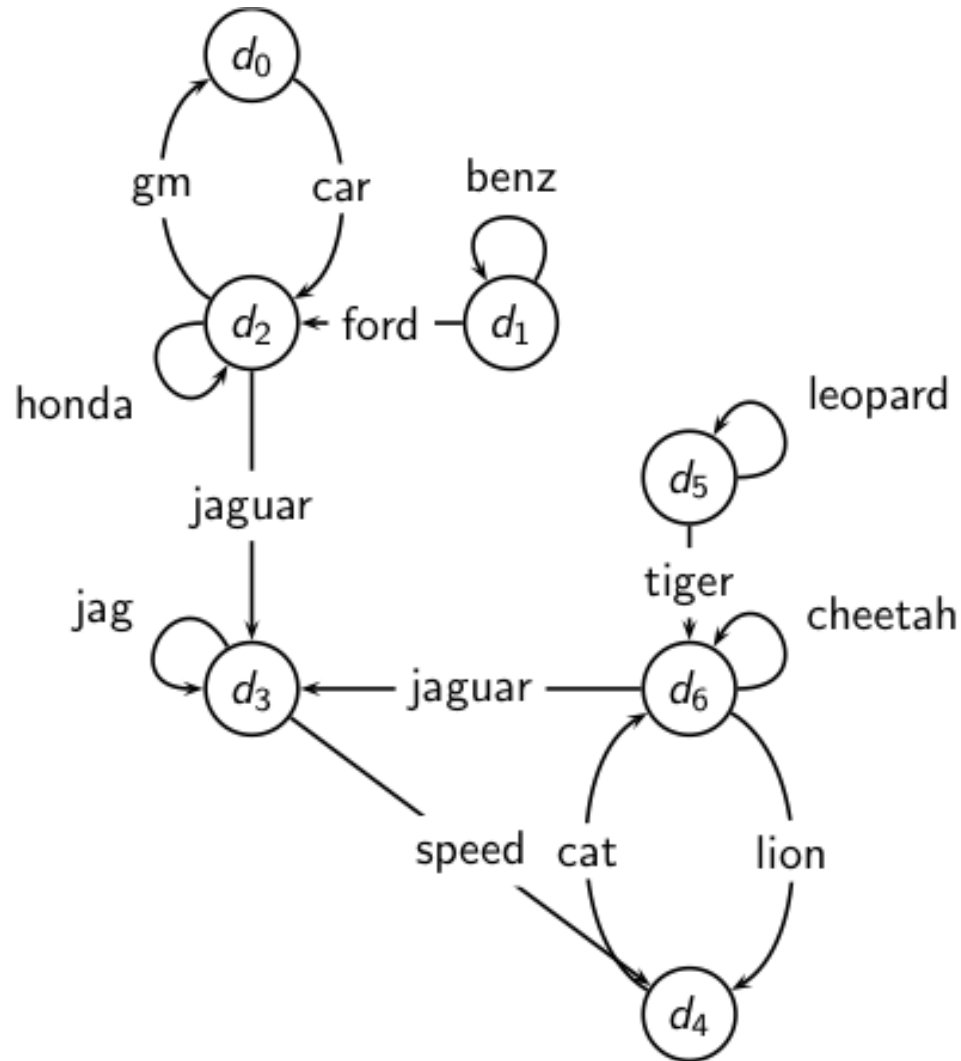 d0
gm
car
benz
d2
ford
d1
honda
leopard
d5
jaguar
tiger
jag
cheetah
d3
jaguar
d6
speed
cat
lion
d4